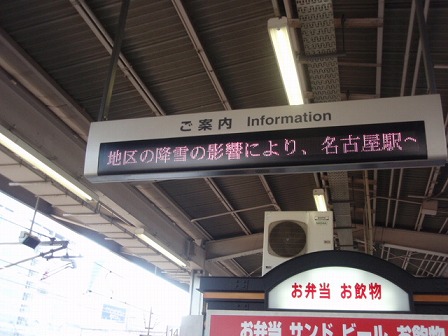 ご案内 Information
地区の降雪の影響により、名古屋駅～
お弁当 お飲物
お弁当 サンド ビール お飲物